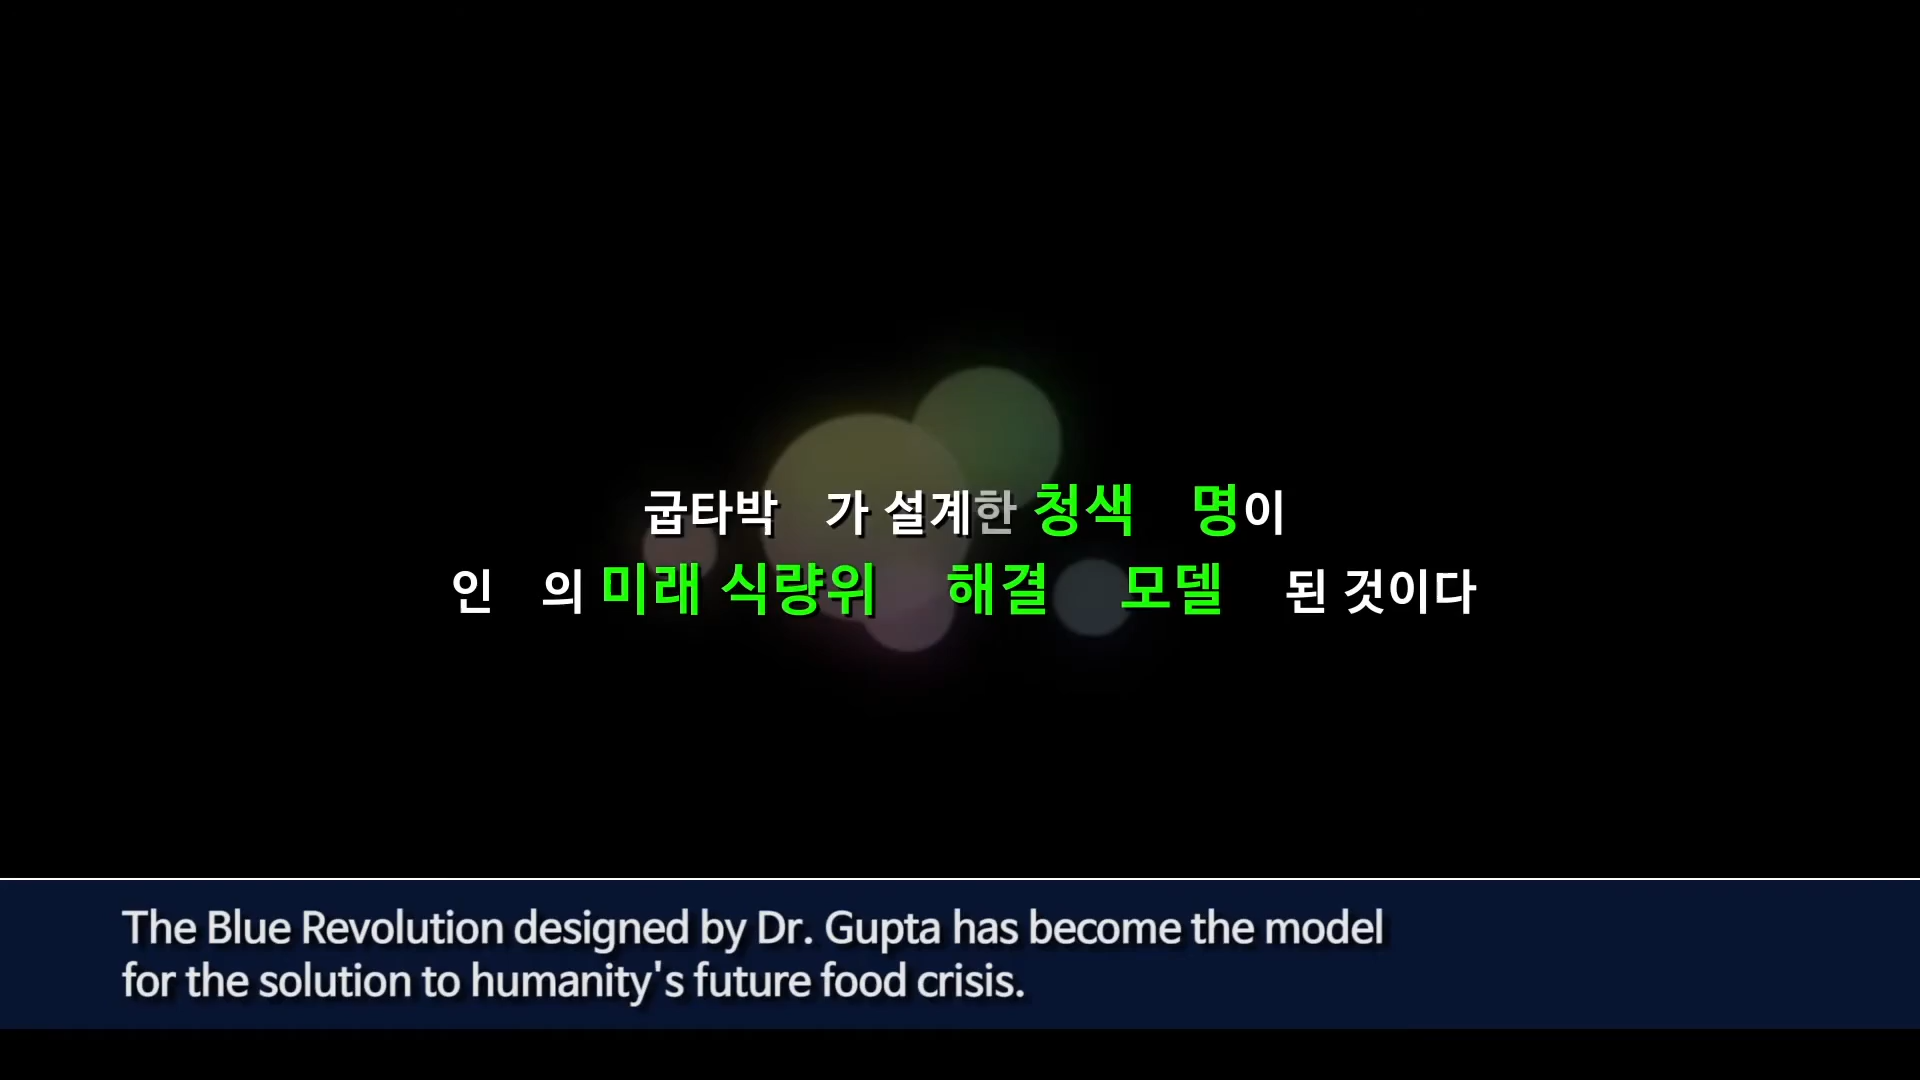 굽타박 가 설계한 청색 명이
인 의 미래 식량위 해결 모델 된 것이다
The Blue Revolution designed by Dr. Gupta has become the model
for the solution to humanity's future food crisis.